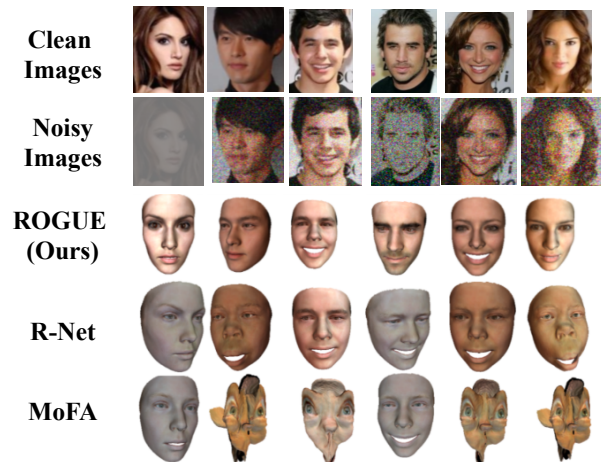 Clean
Images
Noisy
Images
ROGUE
(Ours)
R-Net
MoFA